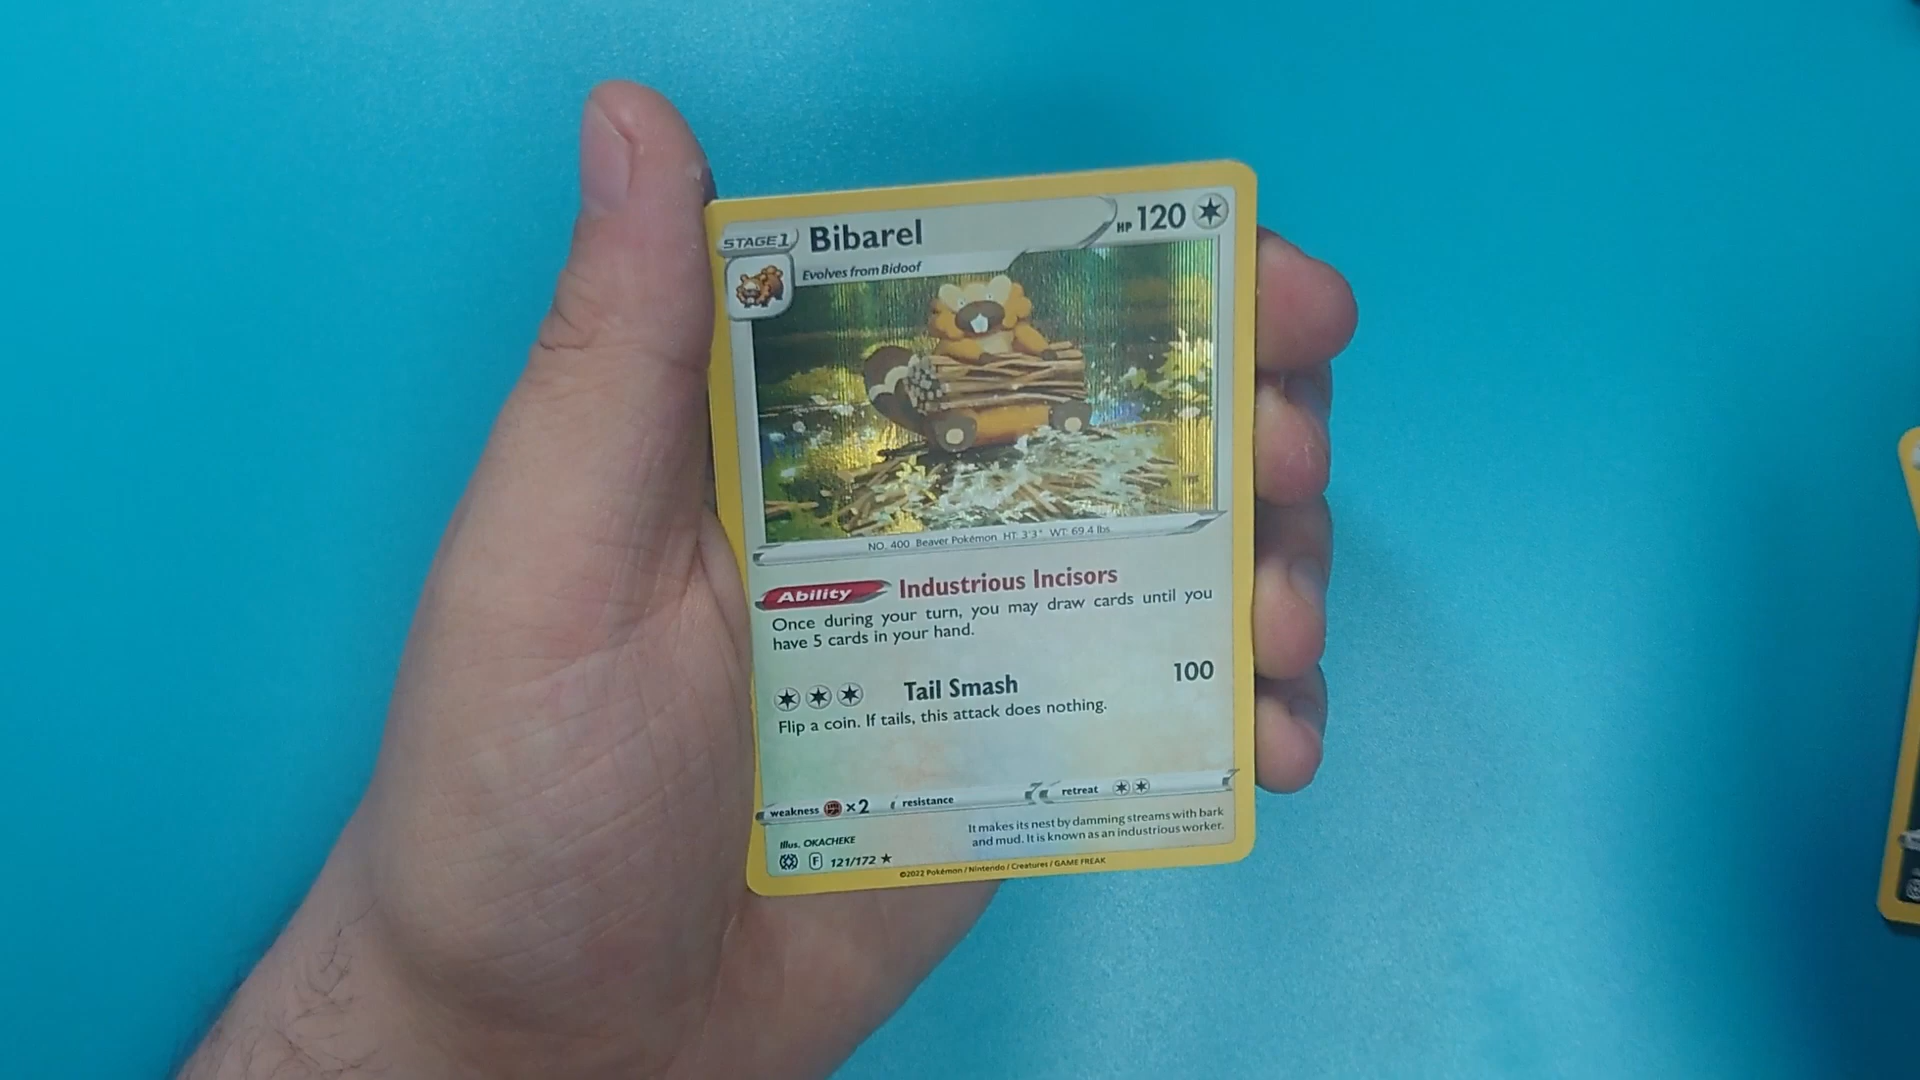 STAGE 1 Bibarel HP 120
Evolves from Bidoof
NO. 400 Beaver Pokémon HT: 3'3" WT: 69.4 lbs
Ability Industrious Incisors
Once during your turn, you may draw cards until you
have 5 cards in your hand.
Tail Smash 100
Flip a coin. If tails, this attack does nothing.
weakness ×2 resistance retreat
It makes its nest by damming streams with bark
and mud. It is known as an industrious worker.
Illus. OKACHEKE
F 121/172 ★
©2022 Pokémon / Nintendo / Creatures / GAME FREAK